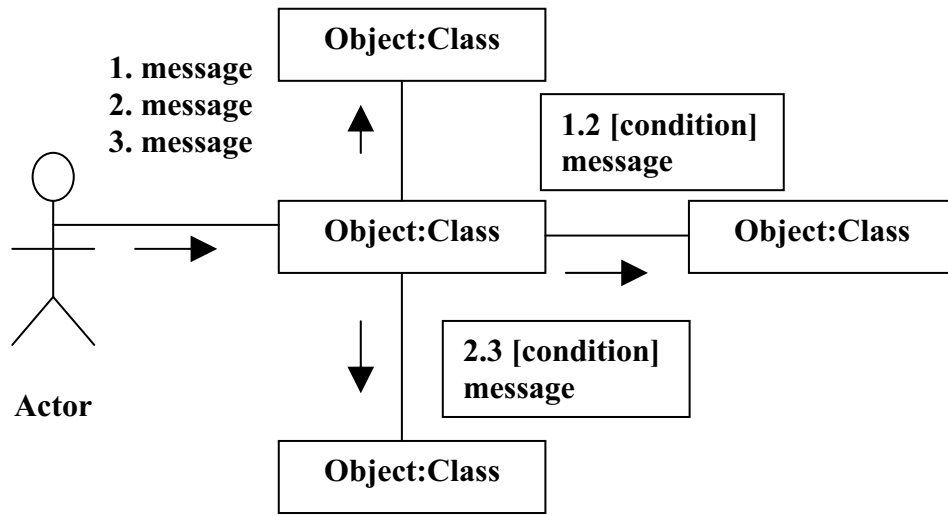 Object:Class
1. message
2. message
3. message
1.2 [condition]
message
Object:Class
Object:Class
2.3 [condition]
message
Actor
Object:Class